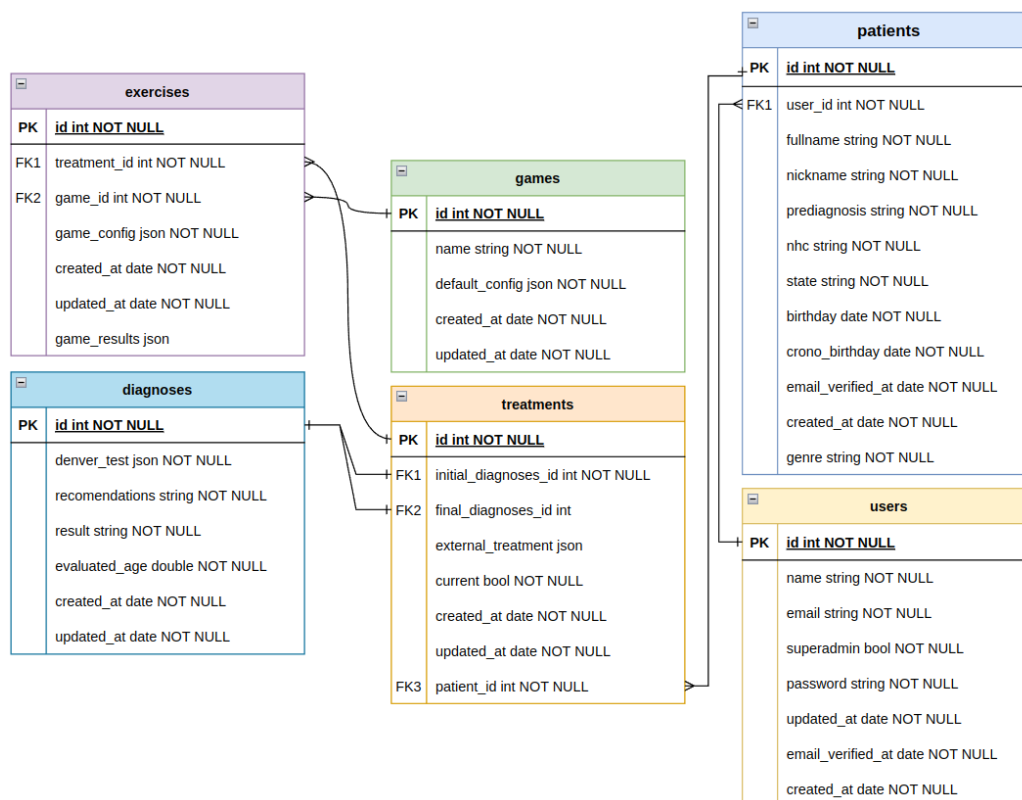 exercises
PK id int NOT NULL
FK1 treatment_id int NOT NULL
FK2 game_id int NOT NULL
game_config json NOT NULL
created_at date NOT NULL
updated_at date NOT NULL
game_results json
diagnoses
PK id int NOT NULL
denver_test json NOT NULL
recomendations string NOT NULL
result string NOT NULL
evaluated_age double NOT NULL
created_at date NOT NULL
updated_at date NOT NULL
games
PK id int NOT NULL
name string NOT NULL
default_config json NOT NULL
created_at date NOT NULL
updated_at date NOT NULL
treatments
PK id int NOT NULL
FK1 initial_diagnoses_id int NOT NULL
FK2 final_diagnoses_id int
external_treatment json
current bool NOT NULL
created_at date NOT NULL
updated_at date NOT NULL
FK3 patient_id int NOT NULL
patients
PK id int NOT NULL
FK1 user_id int NOT NULL
fullname string NOT NULL
nickname string NOT NULL
prediagnosis string NOT NULL
nhc string NOT NULL
state string NOT NULL
birthday date NOT NULL
crono_birthday date NOT NULL
email_verified_at date NOT NULL
created_at date NOT NULL
genre string NOT NULL
users
PK id int NOT NULL
name string NOT NULL
email string NOT NULL
superadmin bool NOT NULL
password string NOT NULL
updated_at date NOT NULL
email_verified_at date NOT NULL
created_at date NOT NULL